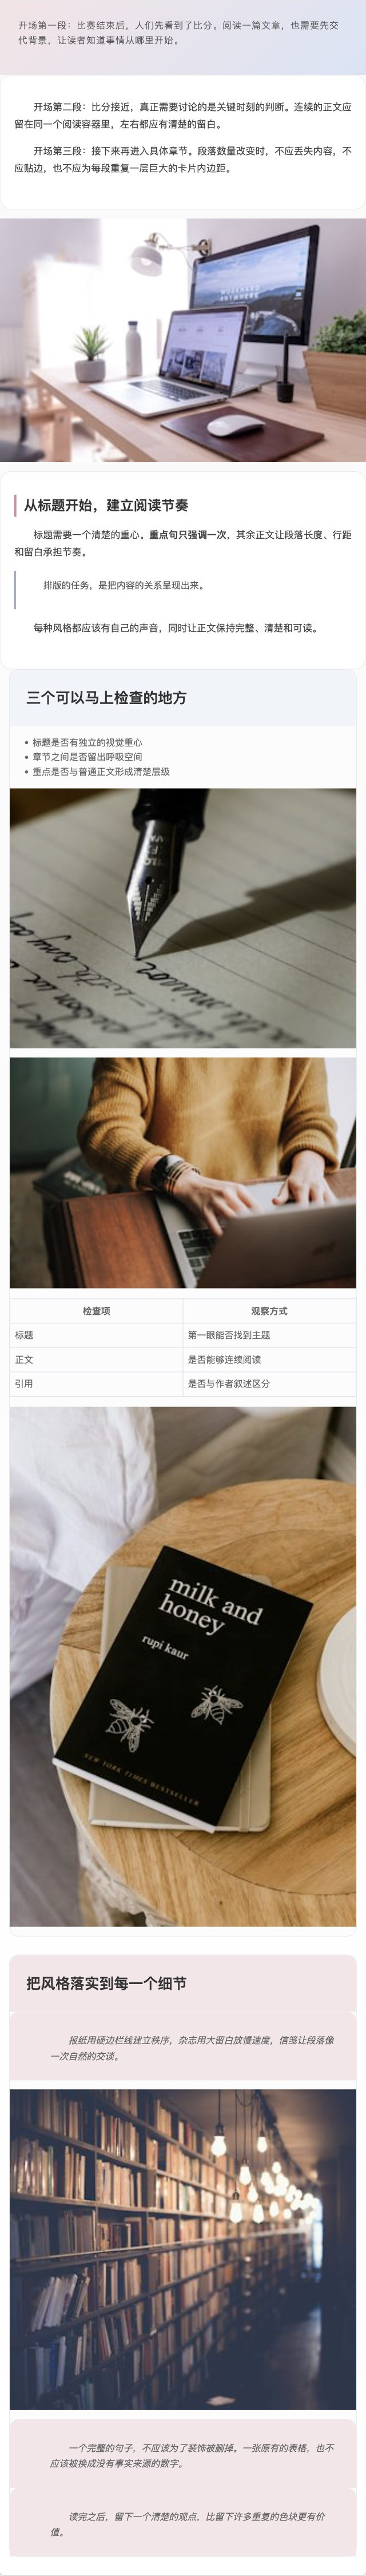 开场第一段：比赛结束后，人们先看到了比分。阅读一篇文章，也需要先交
代背景，让读者知道事情从哪里开始。
开场第二段：比分接近，真正需要讨论的是关键时刻的判断。连续的正文应
留在同一个阅读容器里，左右都应有清楚的留白。
开场第三段：接下来再进入具体章节。段落数量改变时，不应丢失内容，不
应贴边，也不应为每段重复一层巨大的卡片内边距。
从标题开始，建立阅读节奏
标题需要一个清楚的重心。重点句只强调一次，其余正文让段落长度、行距
和留白承担节奏。
排版的任务，是把内容的关系呈现出来。
每种风格都应该有自己的声音，同时让正文保持完整、清楚和可读。
三个可以马上检查的地方
• 标题是否有独立的视觉重心
• 章节之间是否留出呼吸空间
• 重点是否与普通正文形成清楚层级
检查项 观察方式
标题 第一眼能否找到主题
正文 是否能够连续阅读
引用 是否与作者叙述区分
milk and
honey
rupi kaur
NEW YORK TIMES BESTSELLER
把风格落实到每一个细节
报纸用硬边栏线建立秩序，杂志用大留白放慢速度，信笺让段落像
一次自然的交谈。
一个完整的句子，不应该为了装饰被删掉。一张原有的表格，也不
应该被换成没有事实来源的数字。
读完之后，留下一个清楚的观点，比留下许多重复的色块更有价
值。